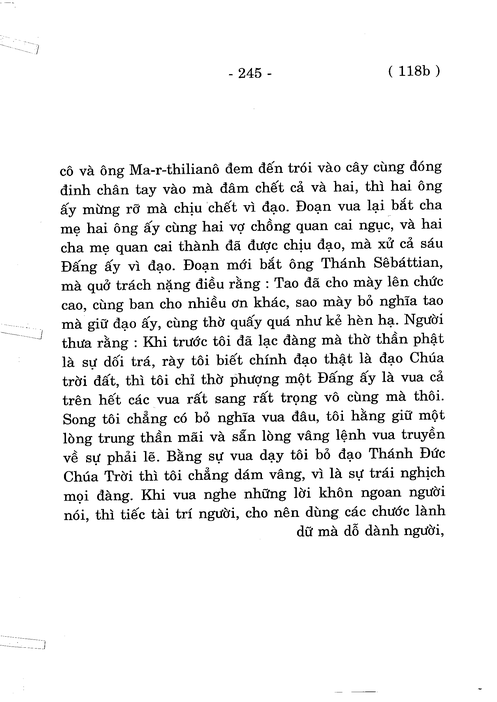 - 245 -
( 118b )
cô và ông Ma-r-thilianô đem đến trói vào cây cùng đóng
đinh chân tay vào mà đâm chết cả và hai, thì hai ông
ấy mừng rỡ mà chịu chết vì đạo. Đoạn vua lại bắt cha
mẹ hai ông ấy cùng hai vợ chồng quan cai ngục, và hai
cha mẹ quan cai thành đã được chịu đạo, mà xử cả sáu
Đấng ấy vì đạo. Đoạn mới bắt ông Thánh Sêbáttian,
mà quở trách nặng điều rằng : Tao đã cho mày lên chức
cao, cùng ban cho nhiều ơn khác, sao mày bỏ nghĩa tao
mà giữ đạo ấy, cùng thờ quấy quá như kẻ hèn hạ. Người
thưa rằng : Khi trước tôi đã lạc đàng mà thờ thần phật
là sự dối trá, rày tôi biết chính đạo thật là đạo Chúa
trời đất, thì tôi chỉ thờ phượng một Đấng ấy là vua cả
trên hết các vua rất sang rất trọng vô cùng mà thôi.
Song tôi chẳng có bỏ nghĩa vua đâu, tôi hằng giữ một
lòng trung thần mãi và sẵn lòng vâng lệnh vua truyền
về sự phải lẽ. Bằng sự vua dạy tôi bỏ đạo Thánh Đức
Chúa Trời thì tôi chẳng dám vâng, vì là sự trái nghịch
mọi đàng. Khi vua nghe những lời khôn ngoan người
nói, thì tiếc tài trí người, cho nên dùng các chước lành
dữ mà dỗ dành người,